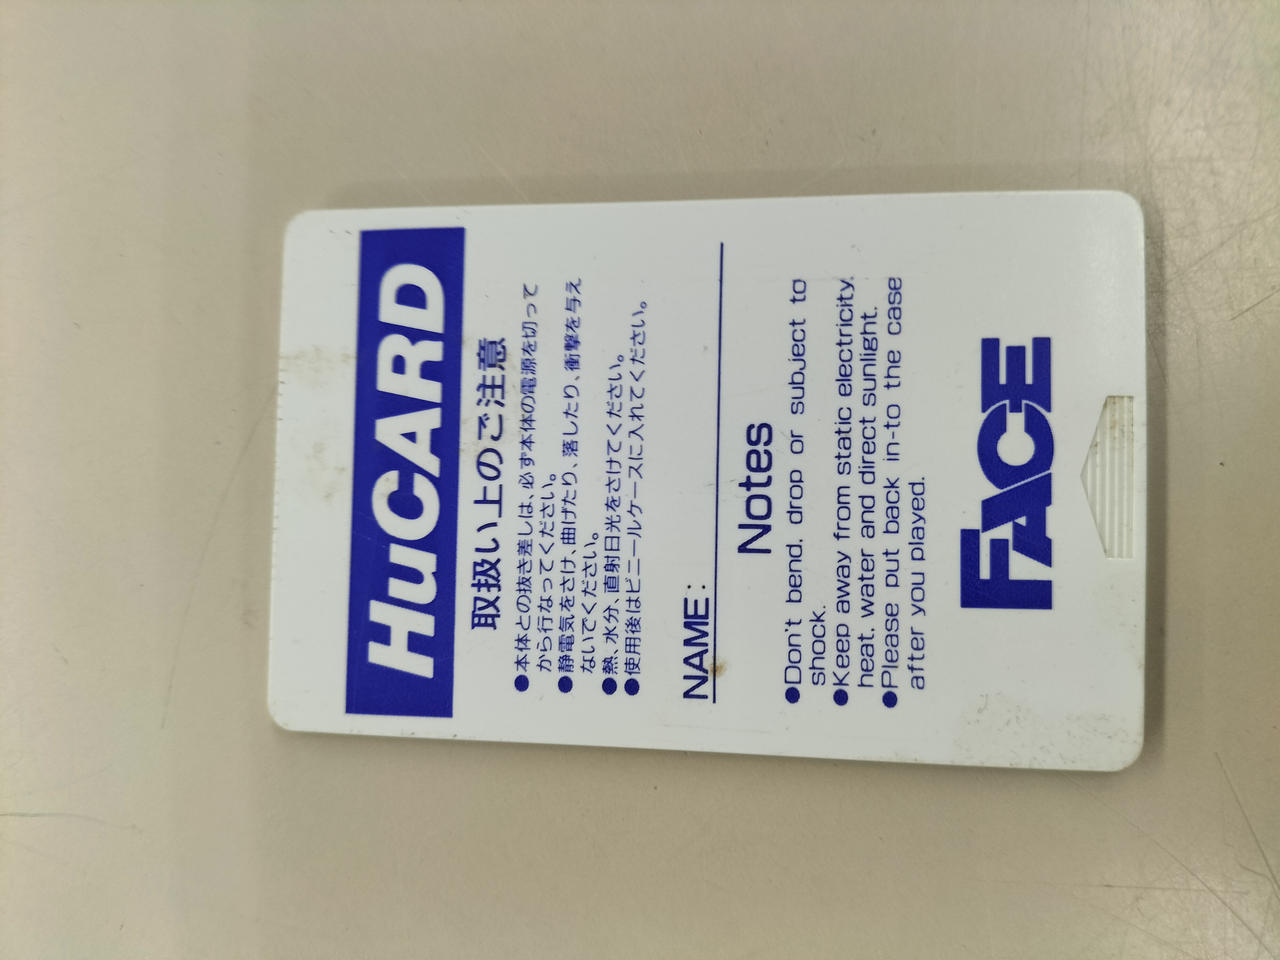 HuCARD
取扱い上のご注意
●本体との抜き差しは、必ず本体の電源を切って
から行なってください。
●静電気をさけ、曲げたり、落したり、衝撃を与え
ないでください。
●熱、水分、直射日光をさけてください。
●使用後はビニールケースに入れてください。
NAME:
Notes
●Don't bend, drop or subject to
shock.
●Keep away from static electricity.
heat, water and direct sunlight.
●Please put back in-to the case
after you played.
FACE